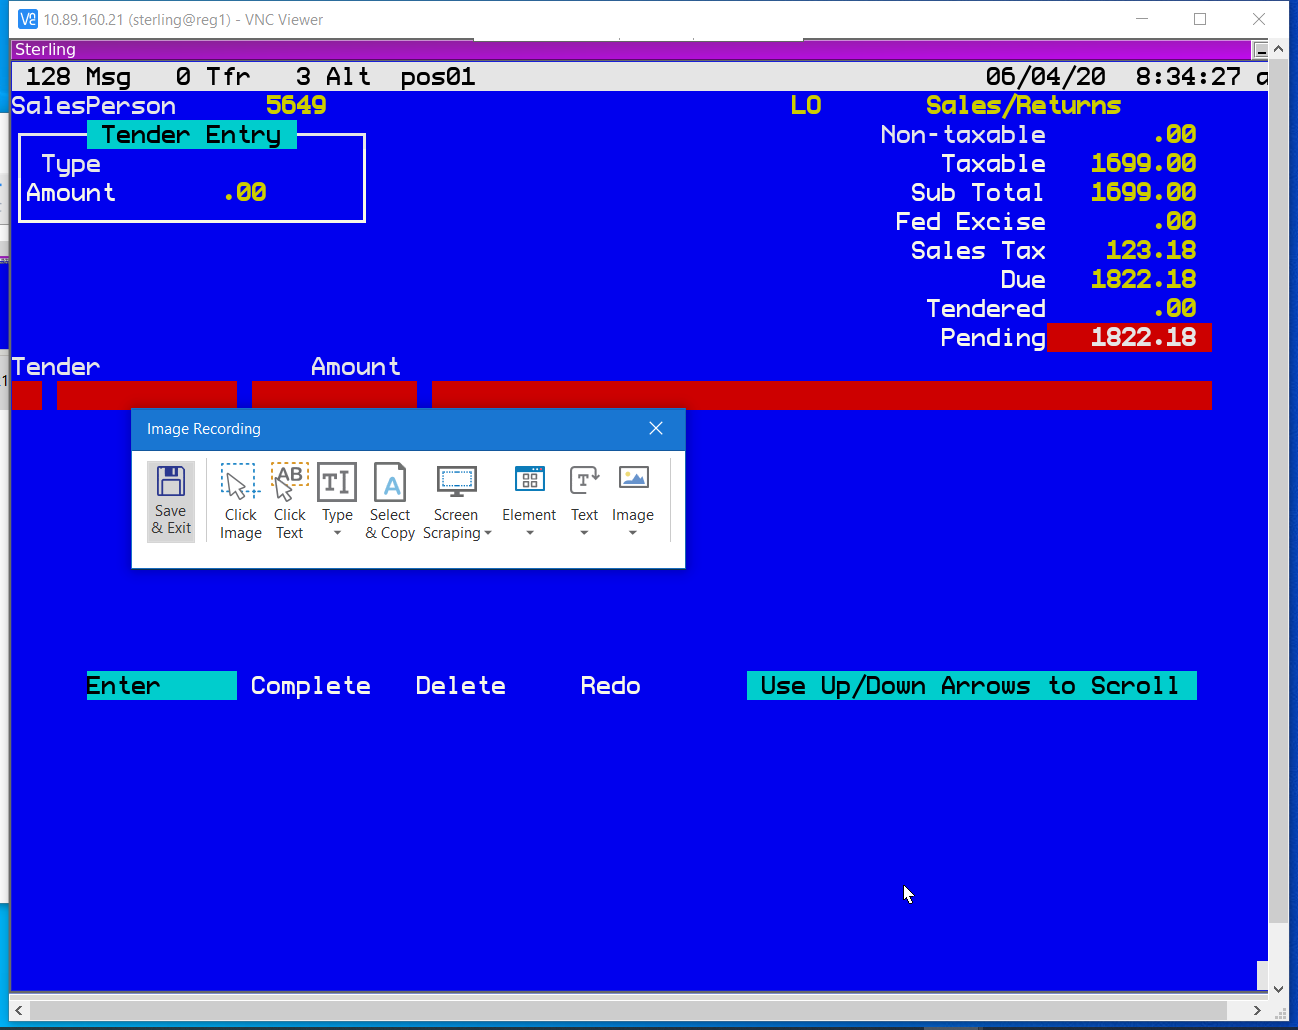 10.89.160.21 (sterling@reg1) - VNC Viewer
Sterling
128 Msg 0 Tfr 3 Alt pos01 06/04/20 8:34:27 a
SalesPerson 5649 LO Sales/Returns
Tender Entry
Non-taxable .00
Type
Taxable 1699.00
Amount .00
Sub Total 1699.00
Fed Excise .00
Sales Tax 123.18
Due 1822.18
Tendered .00
Pending 1822.18
Tender Amount
Image Recording
Save & Exit
Click Image
Click Text
Type
Select & Copy
Screen Scraping
Element
Text
Image
Enter Complete Delete Redo Use Up/Down Arrows to Scroll